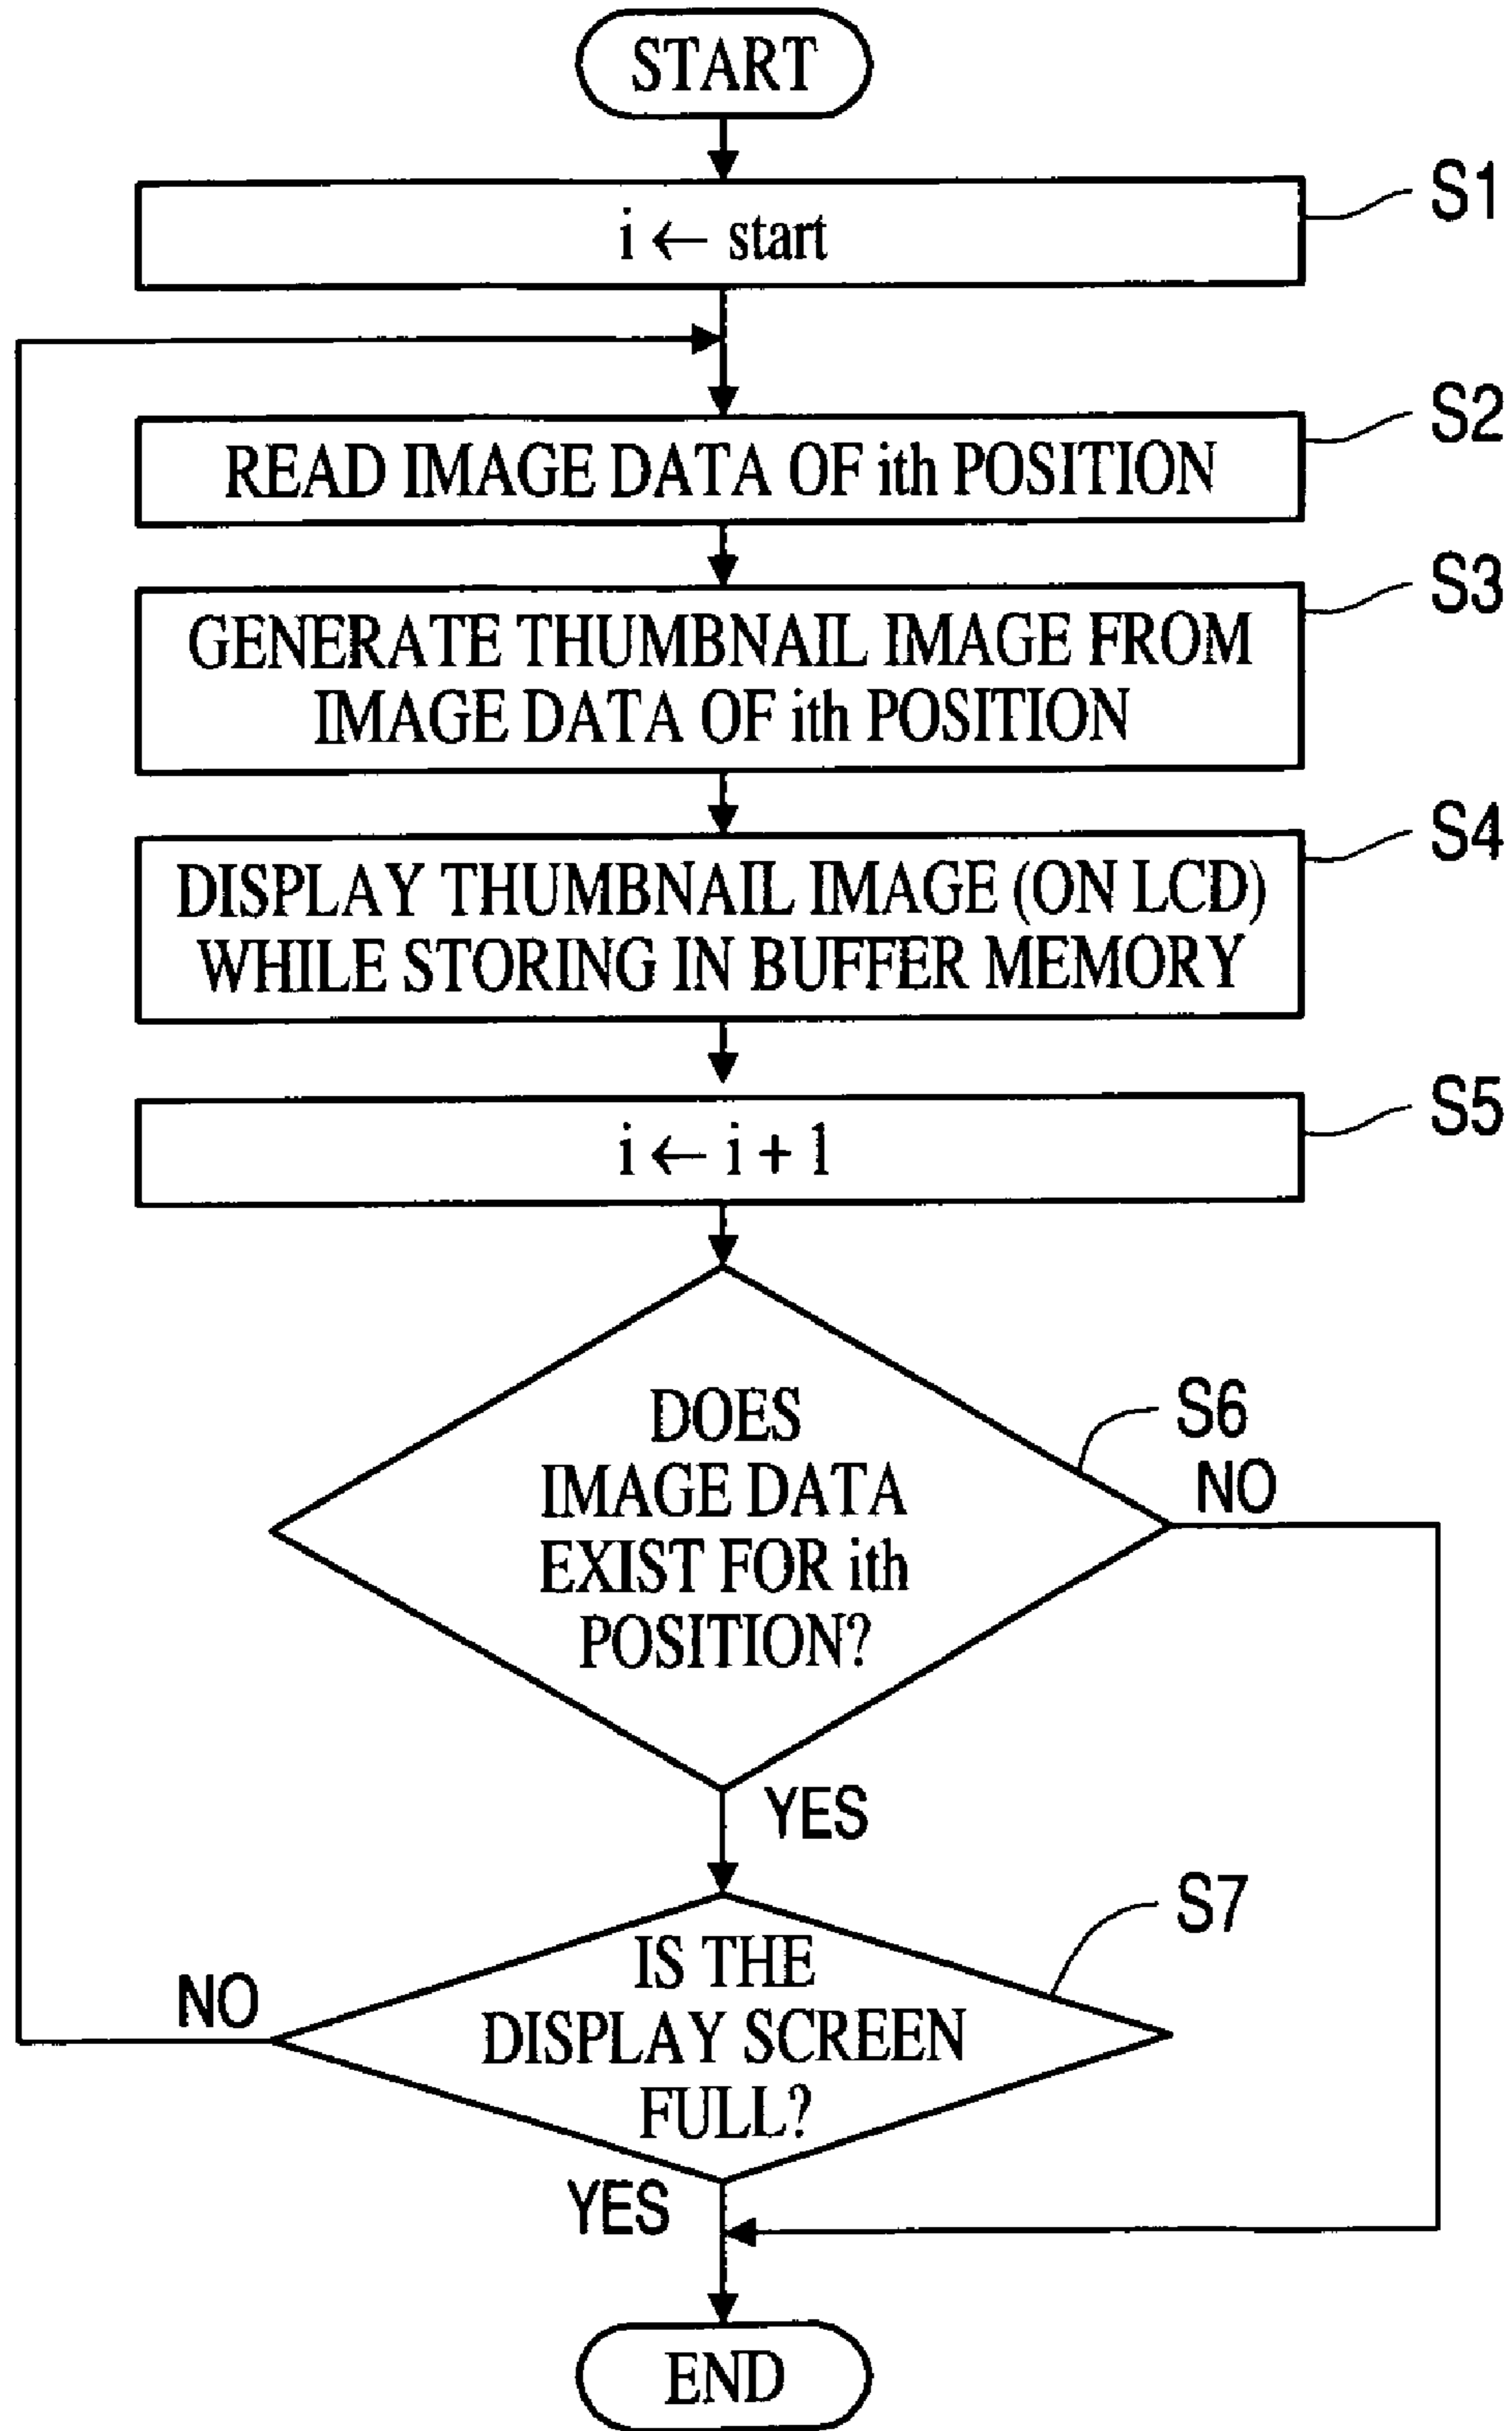 START
S1
i ← start
S2
READ IMAGE DATA OF ith POSITION
S3
GENERATE THUMBNAIL IMAGE FROM
IMAGE DATA OF ith POSITION
S4
DISPLAY THUMBNAIL IMAGE (ON LCD)
WHILE STORING IN BUFFER MEMORY
S5
i ← i + 1
S6
DOES
IMAGE DATA
EXIST FOR ith
POSITION?
NO
YES
S7
IS THE
DISPLAY SCREEN
FULL?
NO
YES
END